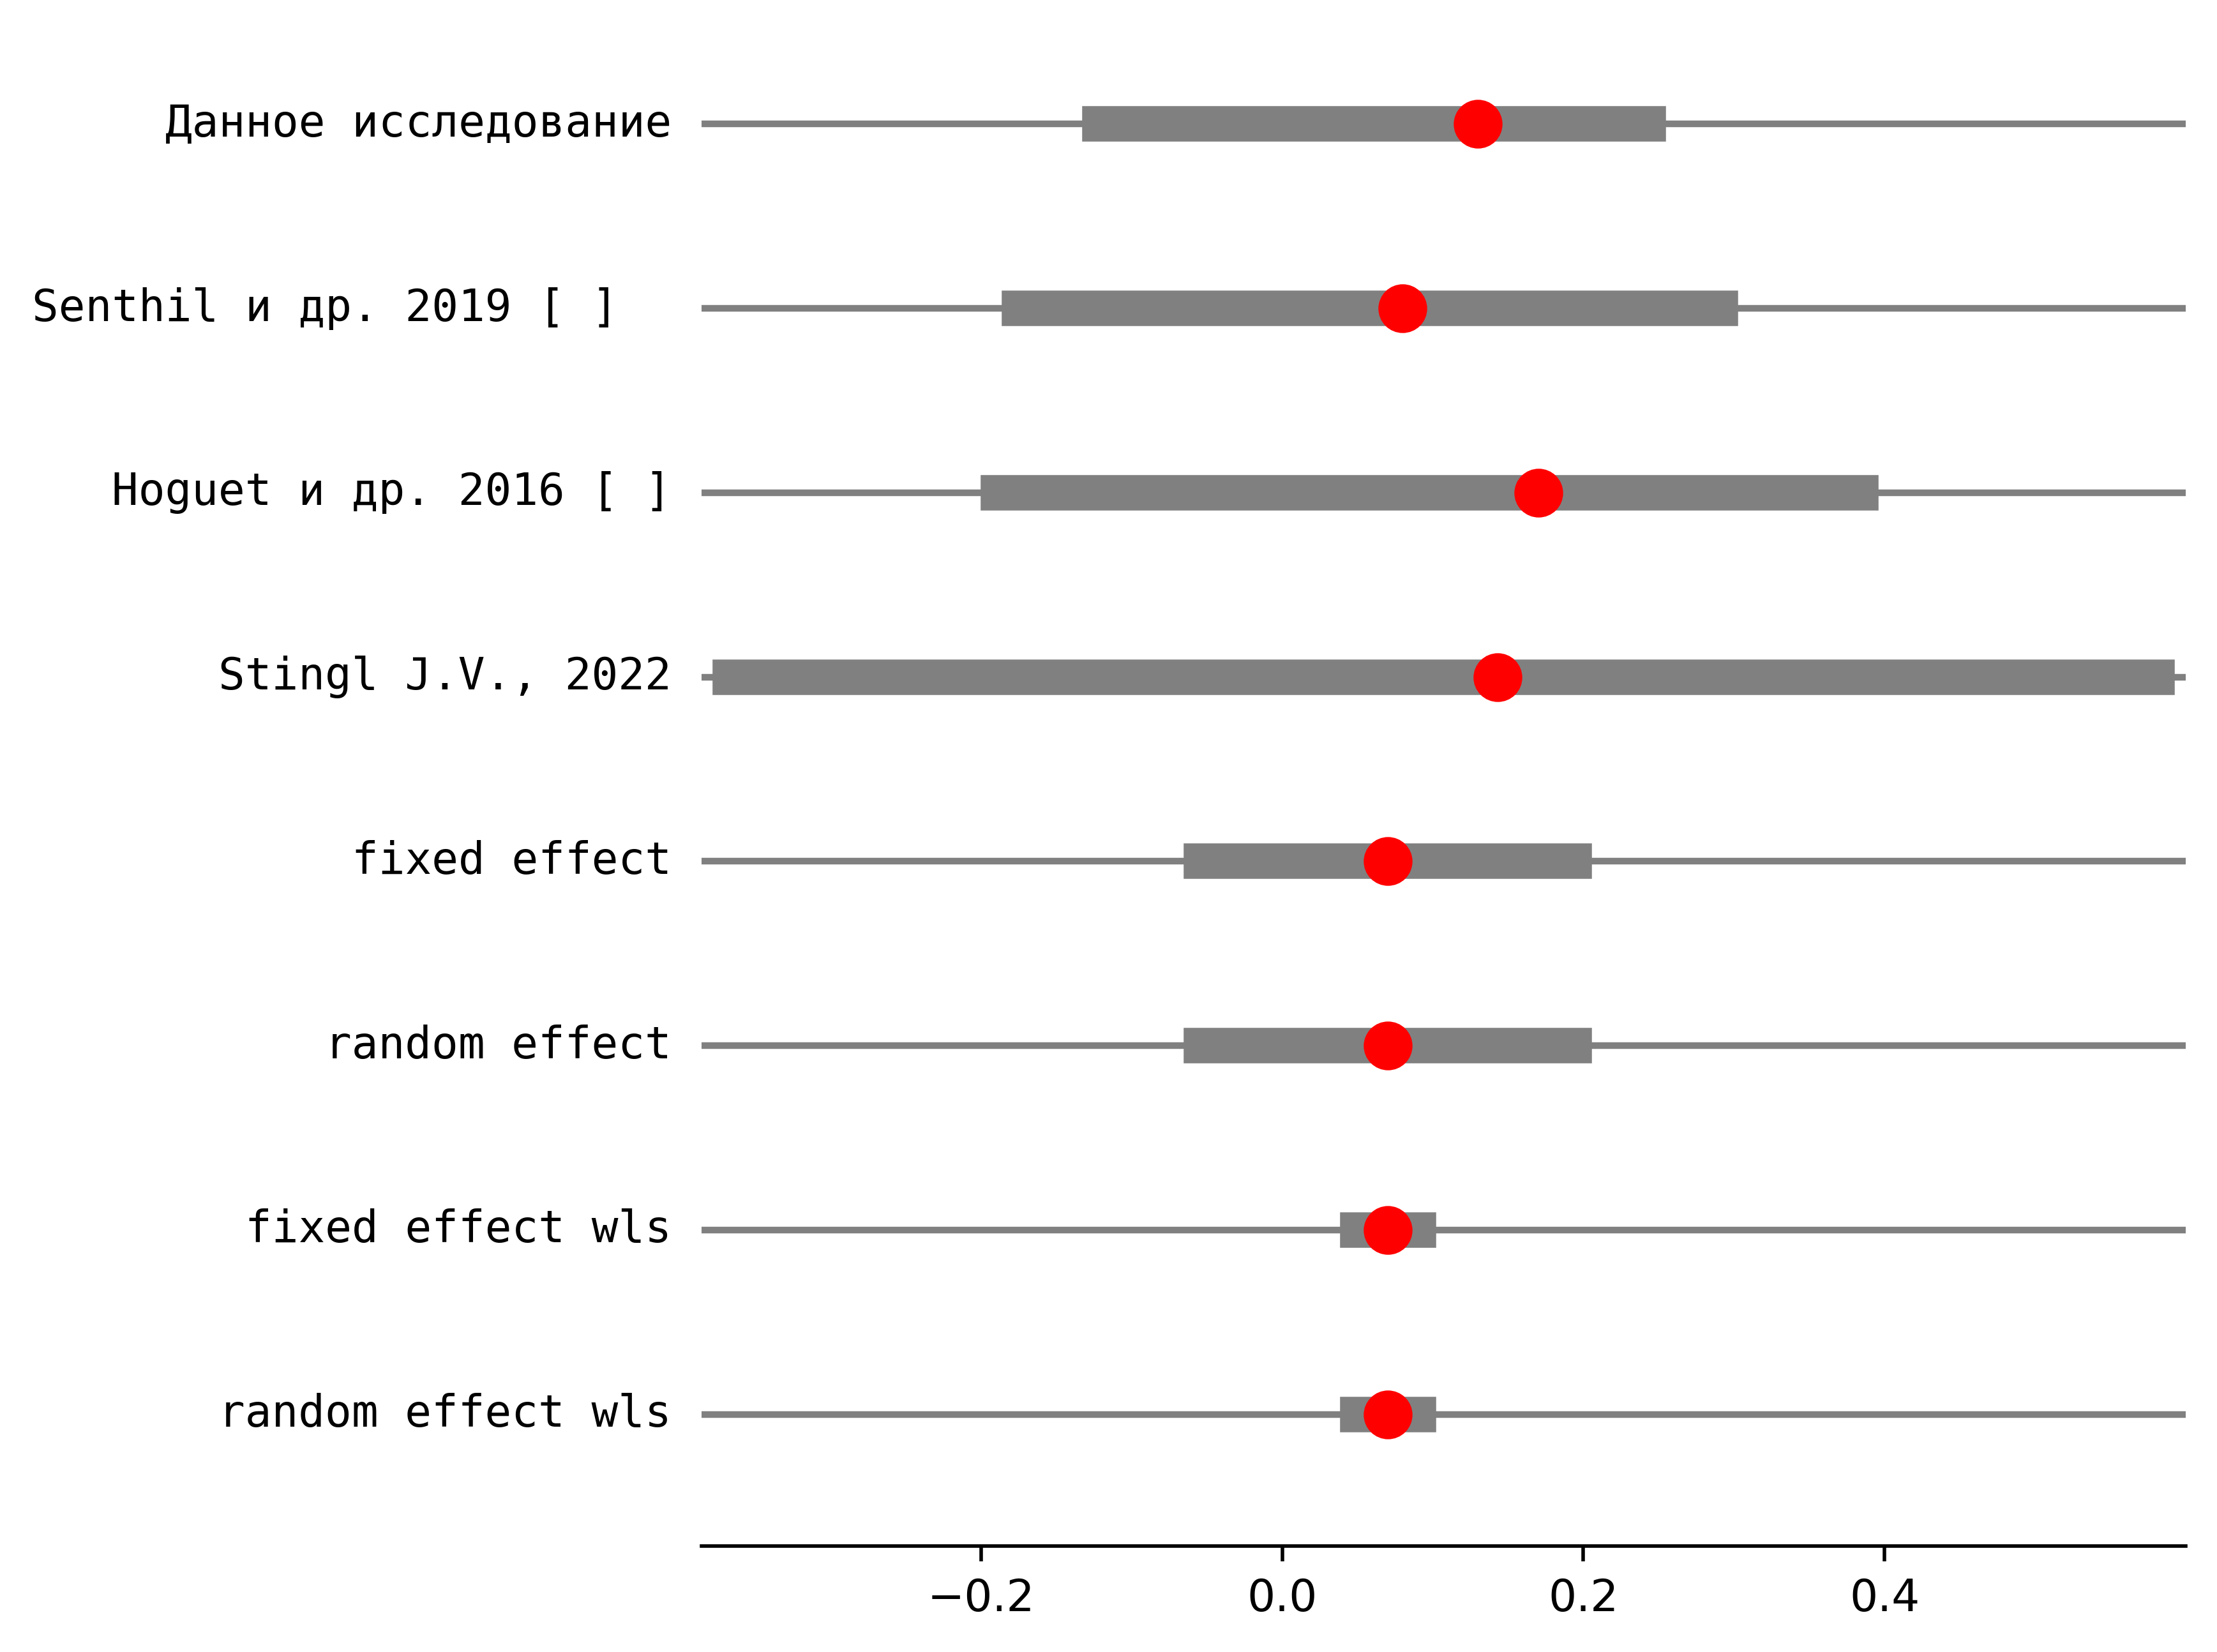 Данное исследование
Senthil и др. 2019 [ ]
Hoguet и др. 2016 [ ]
Stingl J.V., 2022
fixed effect
random effect
fixed effect wls
random effect wls
−0.2 0.0 0.2 0.4